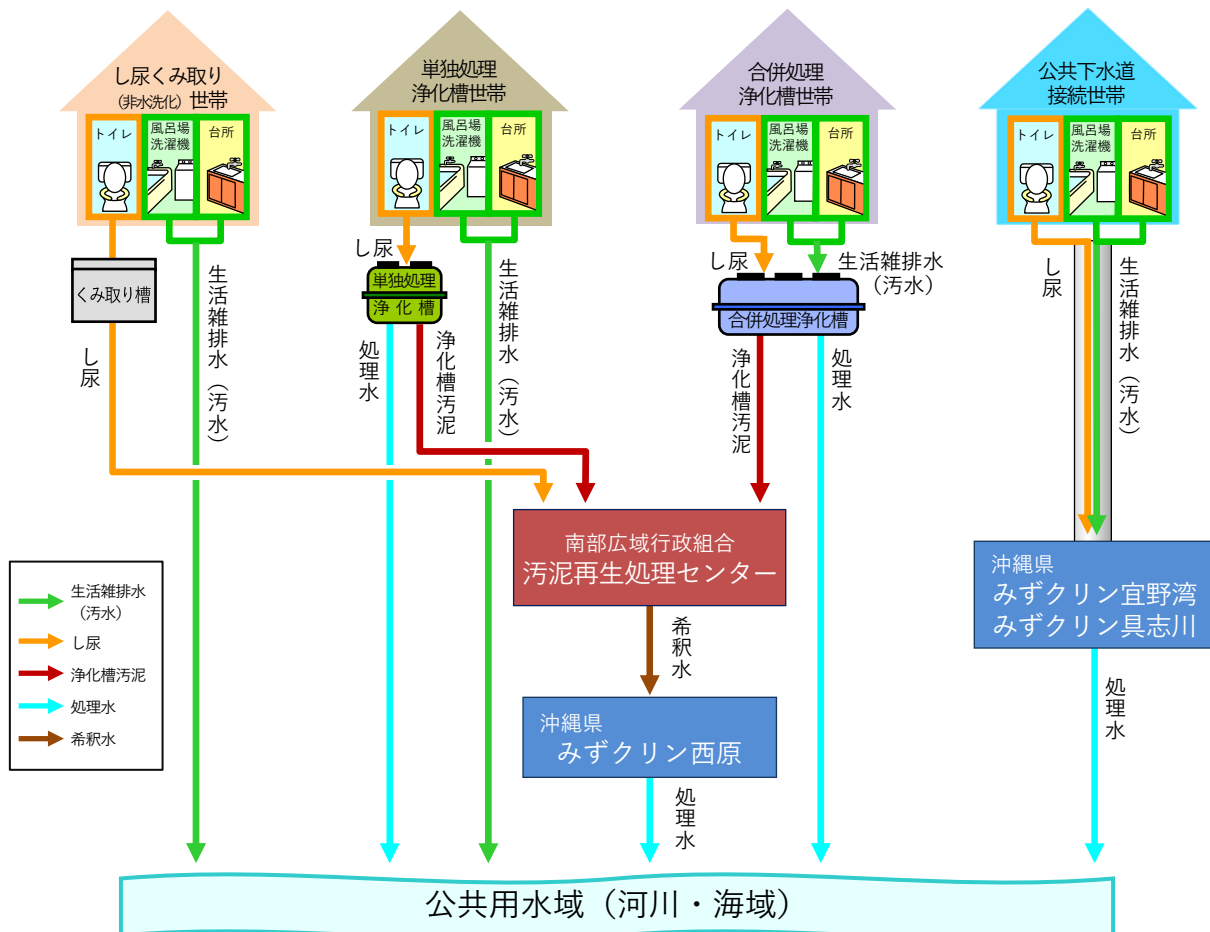 し尿くみ取り
（非水洗化）世帯
トイレ
風呂場
洗濯機
台所
くみ取り槽
し尿
生活雑排水（汚水）
単独処理
浄化槽世帯
トイレ
風呂場
洗濯機
台所
し尿
単独処理
浄化槽
処理水
浄化槽汚泥
生活雑排水（汚水）
合併処理
浄化槽世帯
トイレ
風呂場
洗濯機
台所
し尿
生活雑排水
（汚水）
合併処理浄化槽
浄化槽汚泥
処理水
公共下水道
接続世帯
トイレ
風呂場
洗濯機
台所
し尿
生活雑排水（汚水）
南部広域行政組合
汚泥再生処理センター
希釈水
沖縄県
みずクリン西原
処理水
沖縄県
みずクリン宜野湾
みずクリン具志川
処理水
生活雑排水
（汚水）
し尿
浄化槽汚泥
処理水
希釈水
公共用水域（河川・海域）